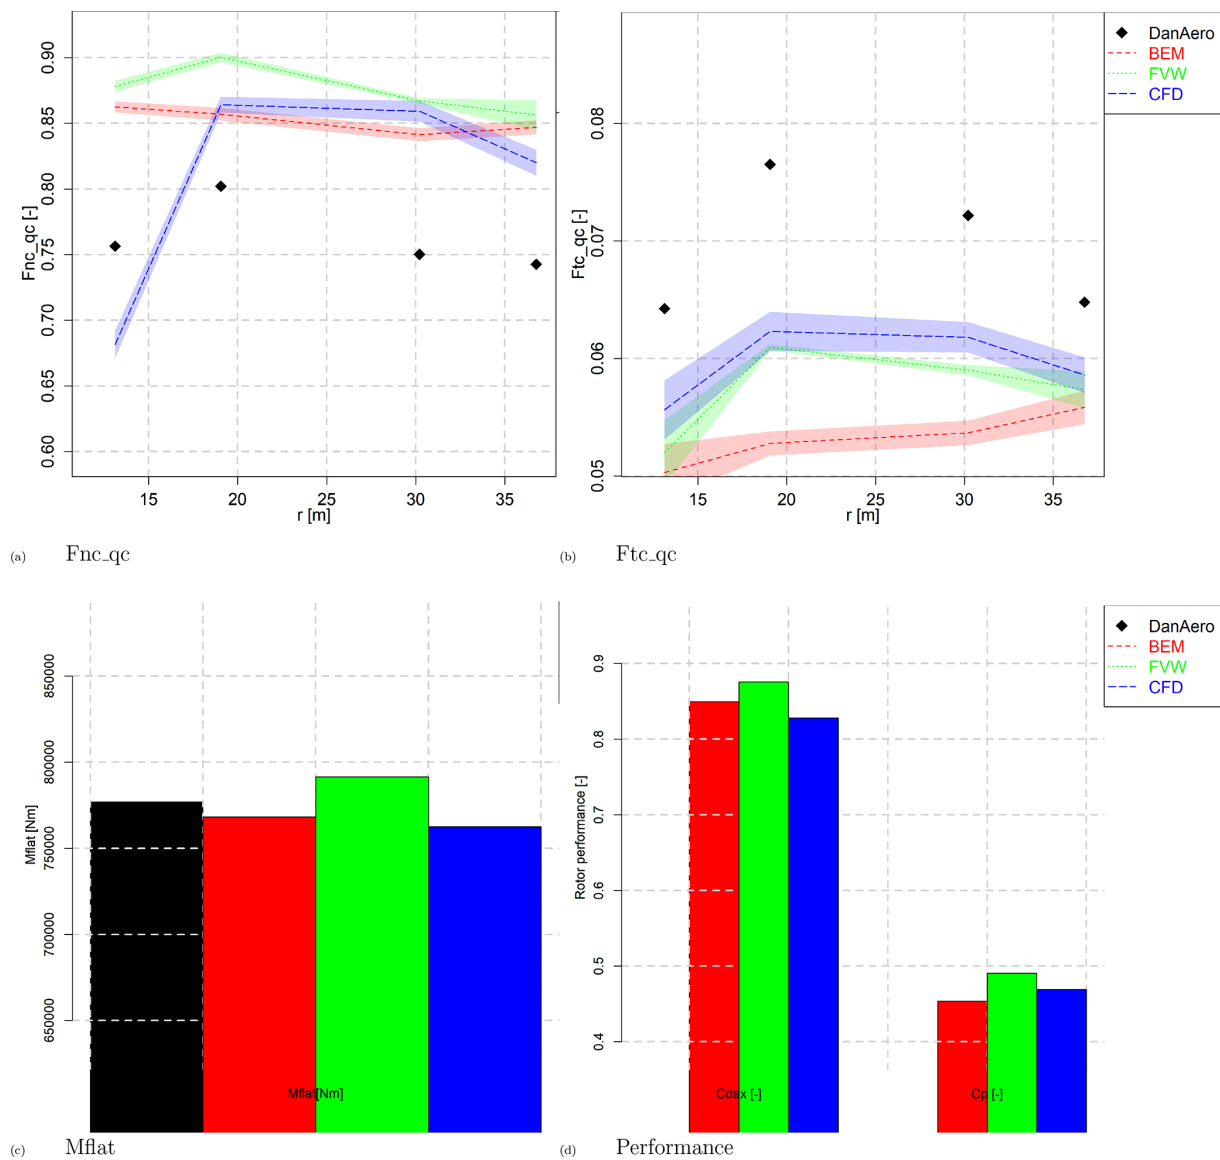 0.90
0.85
0.80
0.75
0.70
0.65
0.60
Fnc_qc [-]
15 20 25 30 35
r [m]
(a) Fnc_qc
0.08
0.07
0.06
0.05
Ftc_qc [-]
15 20 25 30 35
r [m]
(b) Ftc_qc
DanAero
BEM
FVW
CFD
850000
800000
750000
700000
650000
Mflat [Nm]
Mflat[Nm]
(c) Mflat
0.9
0.8
0.7
0.6
0.5
0.4
Rotor performance [-]
Cdax [-] Cp [-]
(d) Performance
DanAero
BEM
FVW
CFD